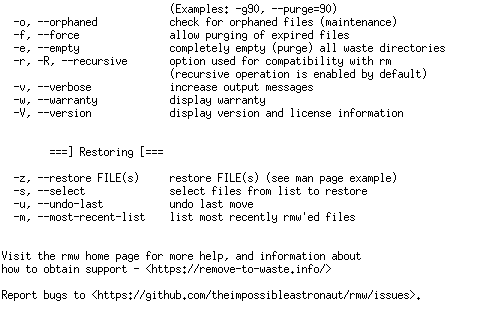 (Examples: -g90, --purge=90)
-o, --orphaned check for orphaned files (maintenance)
-f, --force allow purging of expired files
-e, --empty completely empty (purge) all waste directories
-r, -R, --recursive option used for compatibility with rm
(recursive operation is enabled by default)
-v, --verbose increase output messages
-w, --warranty display warranty
-V, --version display version and license information
===] Restoring [===
-z, --restore FILE(s) restore FILE(s) (see man page example)
-s, --select select files from list to restore
-u, --undo-last undo last move
-m, --most-recent-list list most recently rmw'ed files
Visit the rmw home page for more help, and information about
how to obtain support - <https://remove-to-waste.info/>
Report bugs to <https://github.com/theimpossibleastronaut/rmw/issues>.